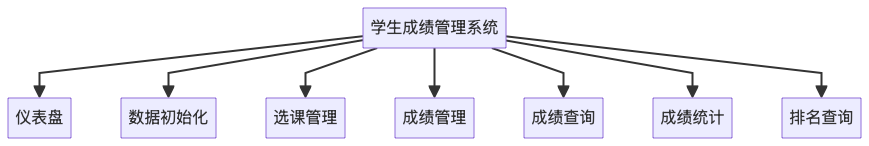 学生成绩管理系统
仪表盘
数据初始化
选课管理
成绩管理
成绩查询
成绩统计
排名查询